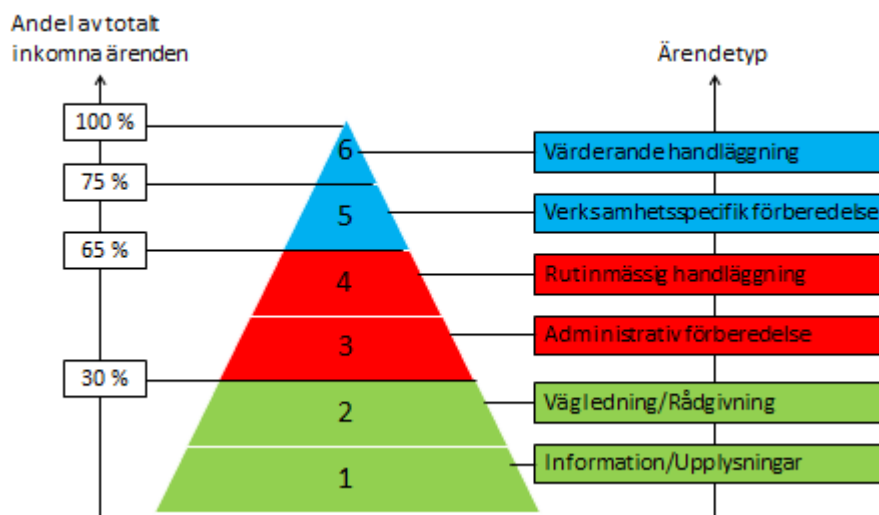 Andel av totalt
inkomna ärenden
Ärendetyp
100 %
6
Värderande handläggning
75 %
5
Verksamhetsspecifik förberedelse
65 %
4
Rutinmässig handläggning
3
Administrativ förberedelse
30 %
2
Vägledning/Rådgivning
1
Information/Upplysningar